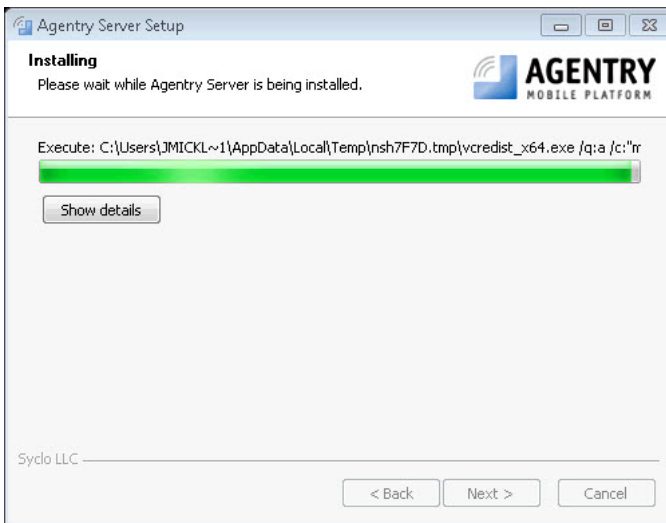 Agentry Server Setup
Installing
Please wait while Agentry Server is being installed.
AGENTRY
MOBILE PLATFORM
Execute: C:\Users\JMICKL~1\AppData\Local\Temp\nsh7F7D.tmp\vcredist_x64.exe /q:a /c:"m
Show details
Syclo LLC
< Back
Next >
Cancel